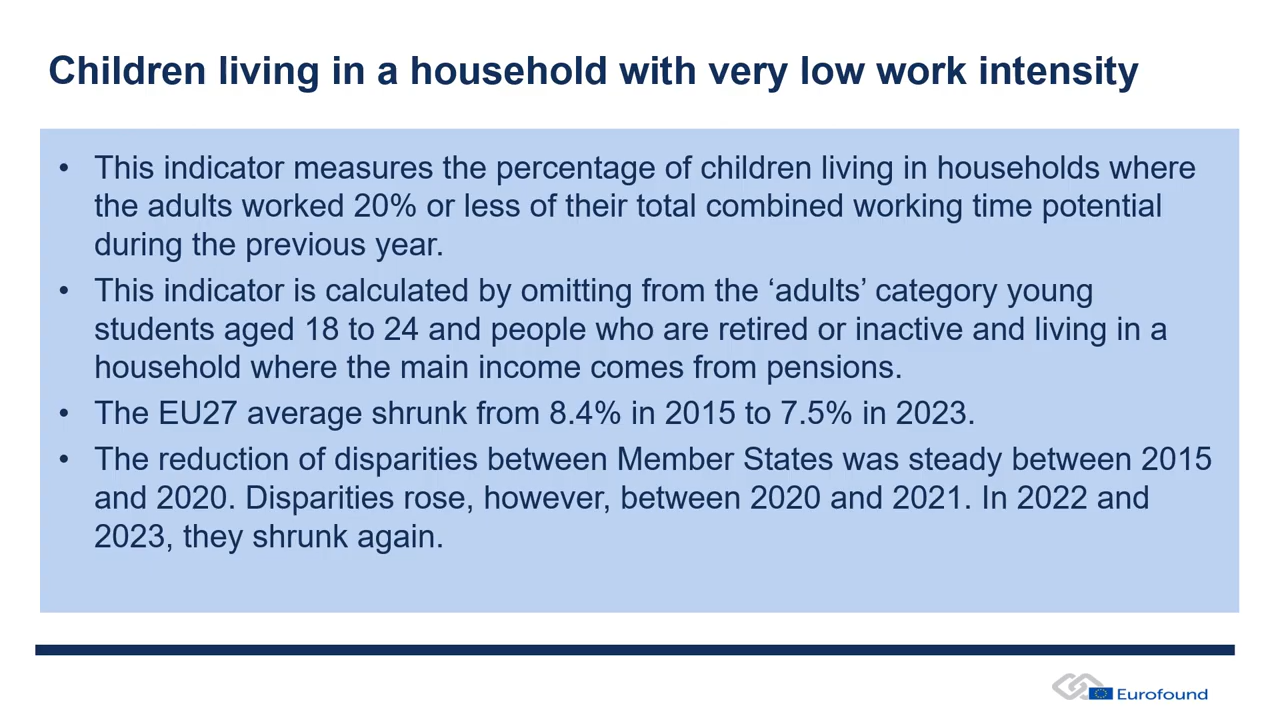 Children living in a household with very low work intensity
• This indicator measures the percentage of children living in households where
the adults worked 20% or less of their total combined working time potential
during the previous year.
• This indicator is calculated by omitting from the ‘adults’ category young
students aged 18 to 24 and people who are retired or inactive and living in a
household where the main income comes from pensions.
• The EU27 average shrunk from 8.4% in 2015 to 7.5% in 2023.
• The reduction of disparities between Member States was steady between 2015
and 2020. Disparities rose, however, between 2020 and 2021. In 2022 and
2023, they shrunk again.
Eurofound